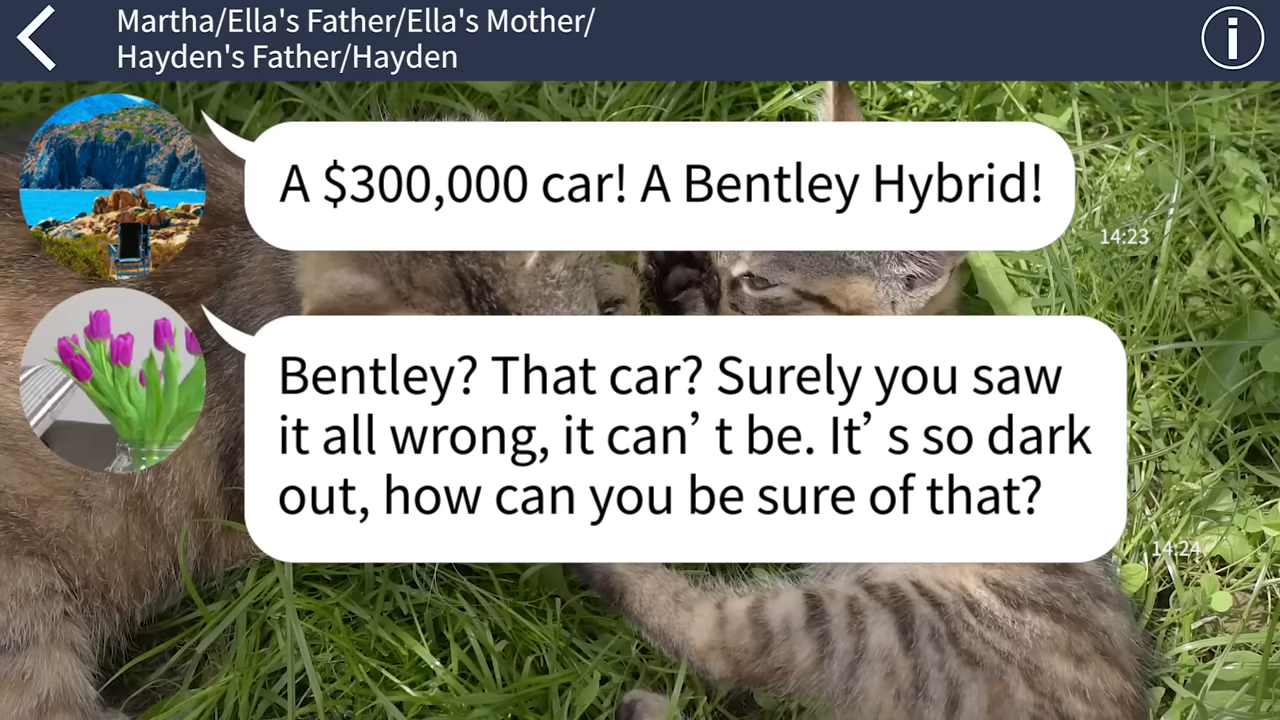 Martha/Ella's Father/Ella's Mother/
Hayden's Father/Hayden
A $300,000 car! A Bentley Hybrid!
14:23
Bentley? That car? Surely you saw
it all wrong, it can’t be. It’s so dark
out, how can you be sure of that?
14:24